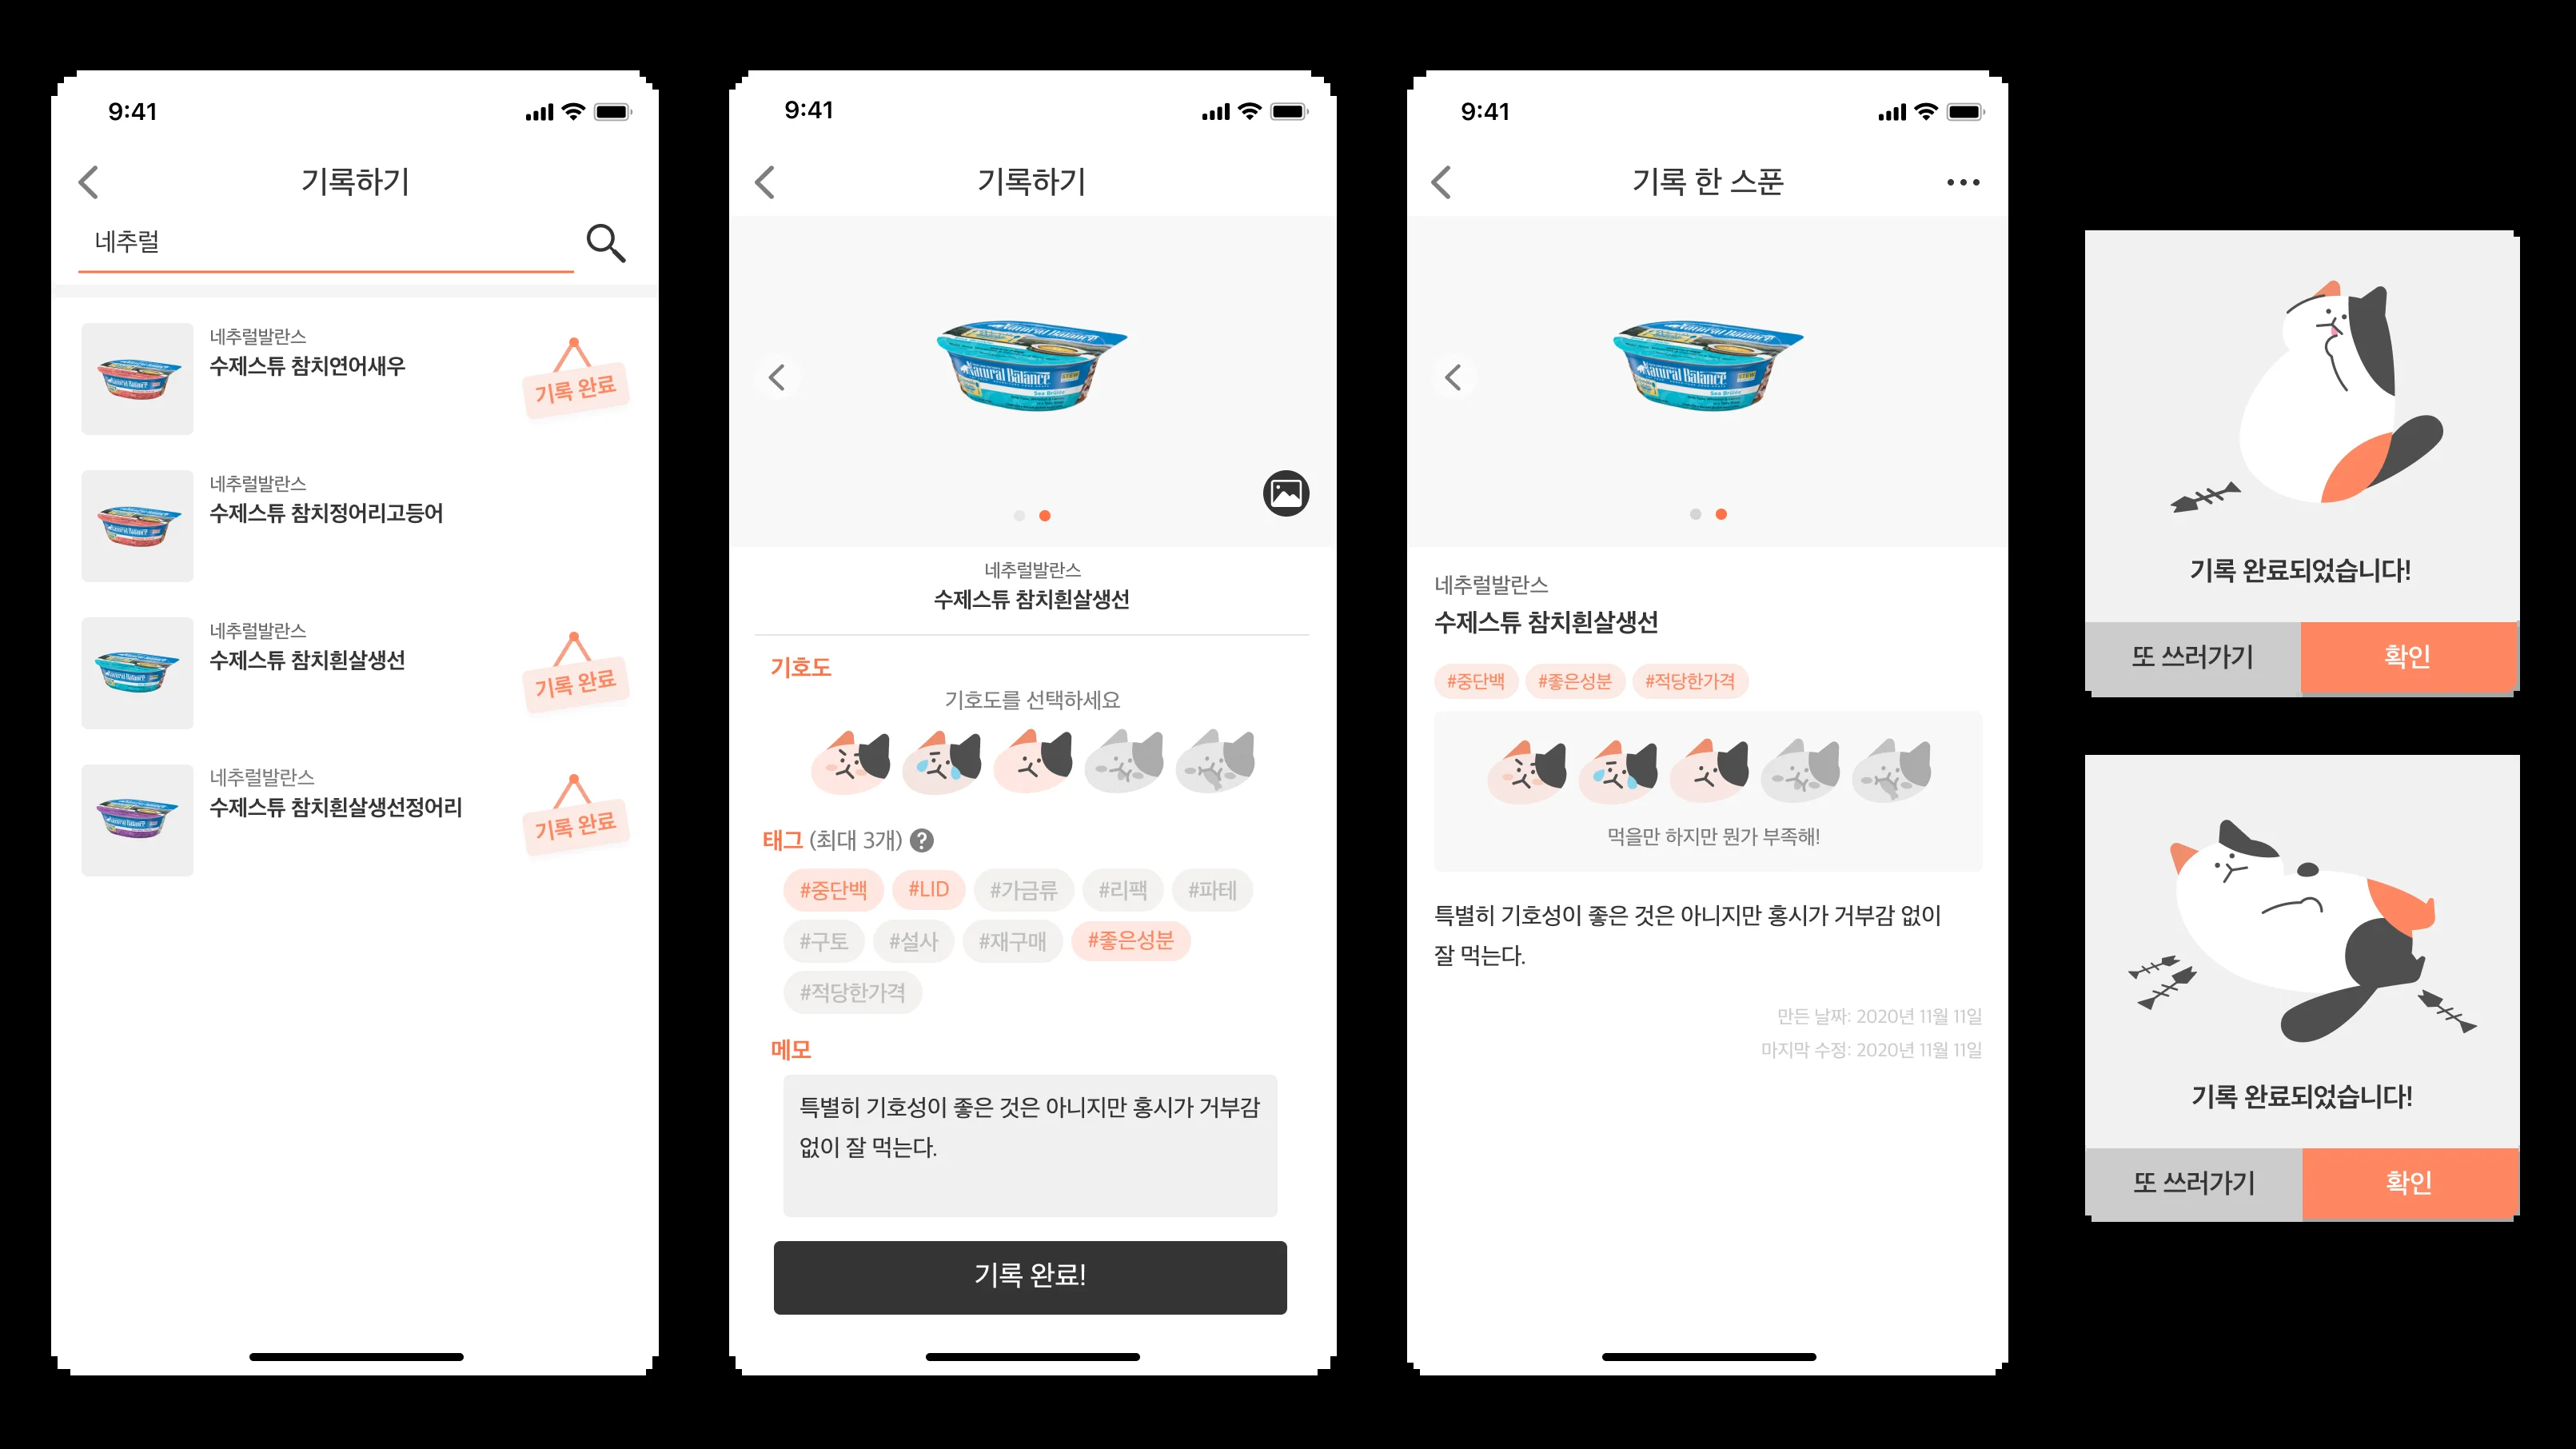 9:41
기록하기
네추럴
네추럴발란스
수제스튜 참치연어새우
기록 완료
네추럴발란스
수제스튜 참치정어리고등어
네추럴발란스
수제스튜 참치흰살생선
기록 완료
네추럴발란스
수제스튜 참치흰살생선정어리
기록 완료
9:41
기록하기
Natural Balance
Natural Balance
STEW
Sea Brûlée
네추럴발란스
수제스튜 참치흰살생선
기호도
기호도를 선택하세요
태그 (최대 3개) ?
#중단백 #LID #가금류 #리팩 #파테
#구토 #설사 #재구매 #좋은성분
#적당한가격
메모
특별히 기호성이 좋은 것은 아니지만 홍시가 거부감
없이 잘 먹는다.
기록 완료!
9:41
기록 한 스푼
Natural Balance
Natural Balance
STEW
Sea Brûlée
네추럴발란스
수제스튜 참치흰살생선
#중단백 #좋은성분 #적당한가격
먹을만 하지만 뭔가 부족해!
특별히 기호성이 좋은 것은 아니지만 홍시가 거부감 없이
잘 먹는다.
만든 날짜: 2020년 11월 11일
마지막 수정: 2020년 11월 11일
기록 완료되었습니다!
또 쓰러가기 확인
기록 완료되었습니다!
또 쓰러가기 확인